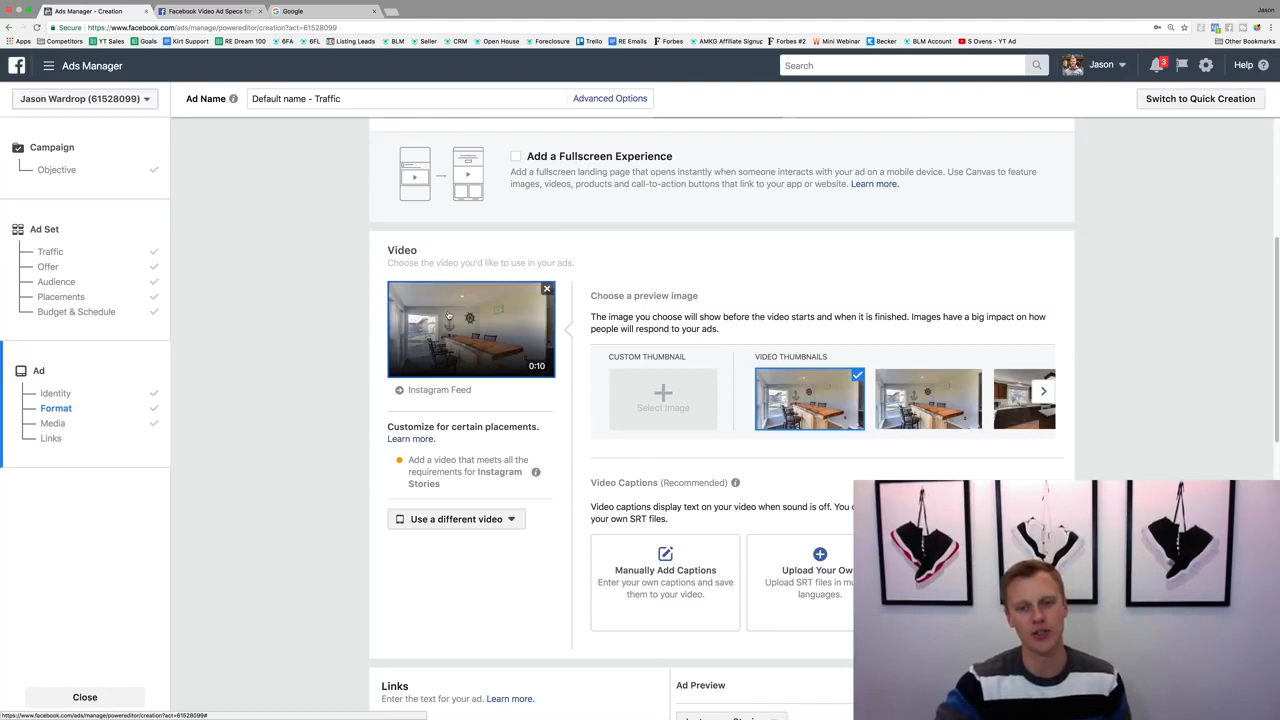 Ads Manager - Creation
Facebook Video Ad Specs for
Google
Jason
Secure
https://www.facebook.com/ads/manage/powereditor/creation?act=61528099
Apps
Competitors
YT Sales
Goals
Kirt Support
RE Dream 100
6FA
6FL
Listing Leads
BLM
Seller
CRM
Open House
Foreclosure
Trello
RE Emails
Forbes
AMKG Affiliate Signup
Forbes #2
Mini Webinar
Becker
BLM Account
S Ovens - YT Ad
Other Bookmarks
Ads Manager
Search
Jason
3
Help
Jason Wardrop (61528099)
Ad Name
Default name - Traffic
Advanced Options
Switch to Quick Creation
Campaign
Objective
Ad Set
Traffic
Offer
Audience
Placements
Budget & Schedule
Ad
Identity
Format
Media
Links
Close
https://www.facebook.com/ads/manage/powereditor/creation?act=61528099#
Add a Fullscreen Experience
Add a fullscreen landing page that opens instantly when someone interacts with your ad on a mobile device. Use Canvas to feature
images, videos, products and call-to-action buttons that link to your app or website. Learn more.
Video
Choose the video you'd like to use in your ads.
0:10
Instagram Feed
Customize for certain placements.
Learn more.
Add a video that meets all the
requirements for Instagram
Stories
Use a different video
Choose a preview image
The image you choose will show before the video starts and when it is finished. Images have a big impact on how
people will respond to your ads.
CUSTOM THUMBNAIL
VIDEO THUMBNAILS
Select Image
Video Captions (Recommended)
Video captions display text on your video when sound is off. You c
your own SRT files.
Manually Add Captions
Enter your own captions and save
them to your video.
Upload Your Ow
Upload SRT files in mu
languages.
Links
Enter the text for your ad. Learn more.
Ad Preview